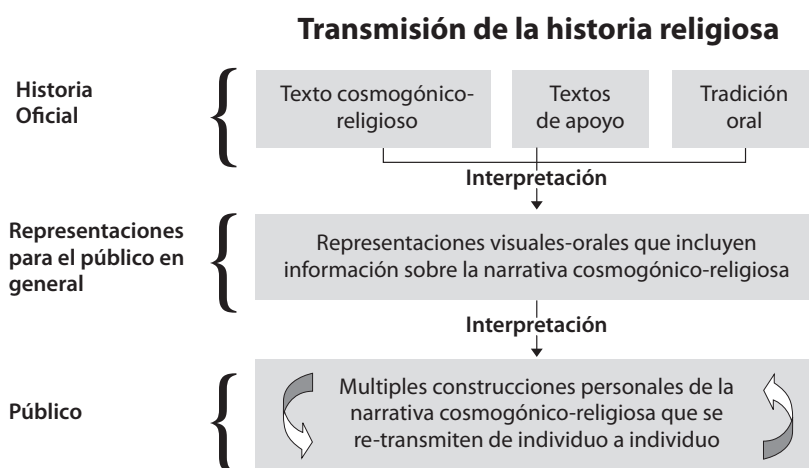 Transmisión de la historia religiosa
Historia
Oficial
Texto cosmogónico-
religioso
Textos
de apoyo
Tradición
oral
Interpretación
Representaciones
para el público en
general
Representaciones visuales-orales que incluyen
información sobre la narrativa cosmogónico-religiosa
Interpretación
Público
Multiples construcciones personales de la
narrativa cosmogónico-religiosa que se
re-transmiten de individuo a individuo